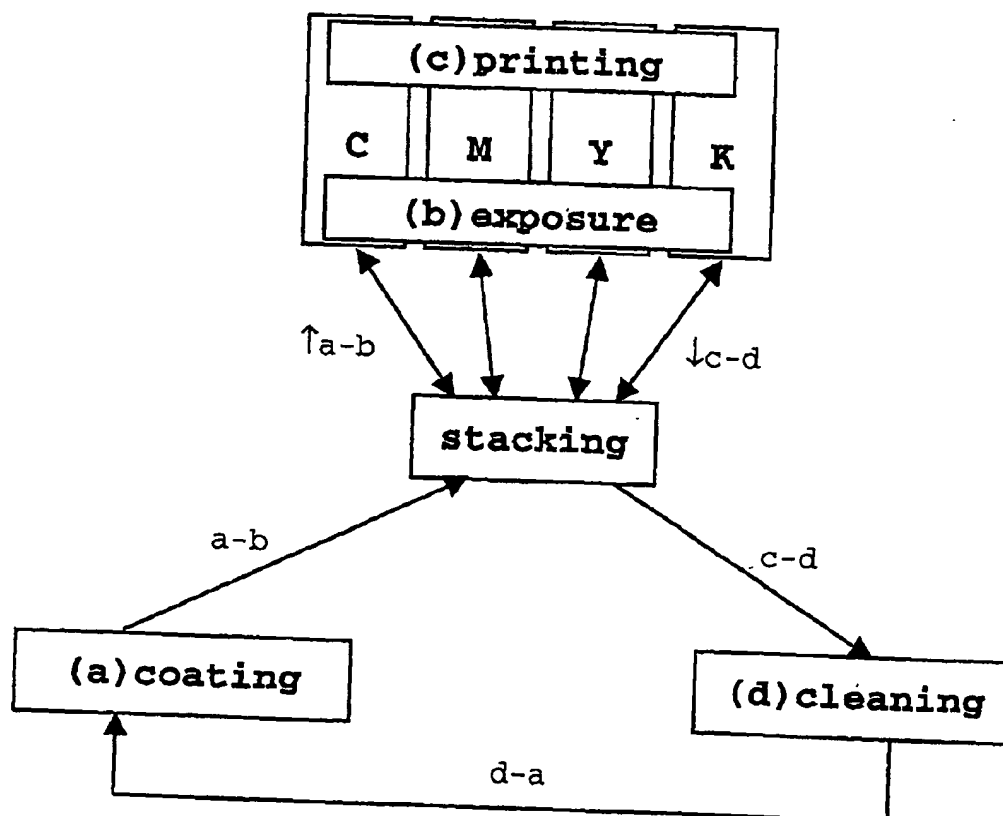 (c)printing
C M Y K
(b)exposure
↑a-b ↓c-d
stacking
a-b c-d
(a)coating (d)cleaning
d-a